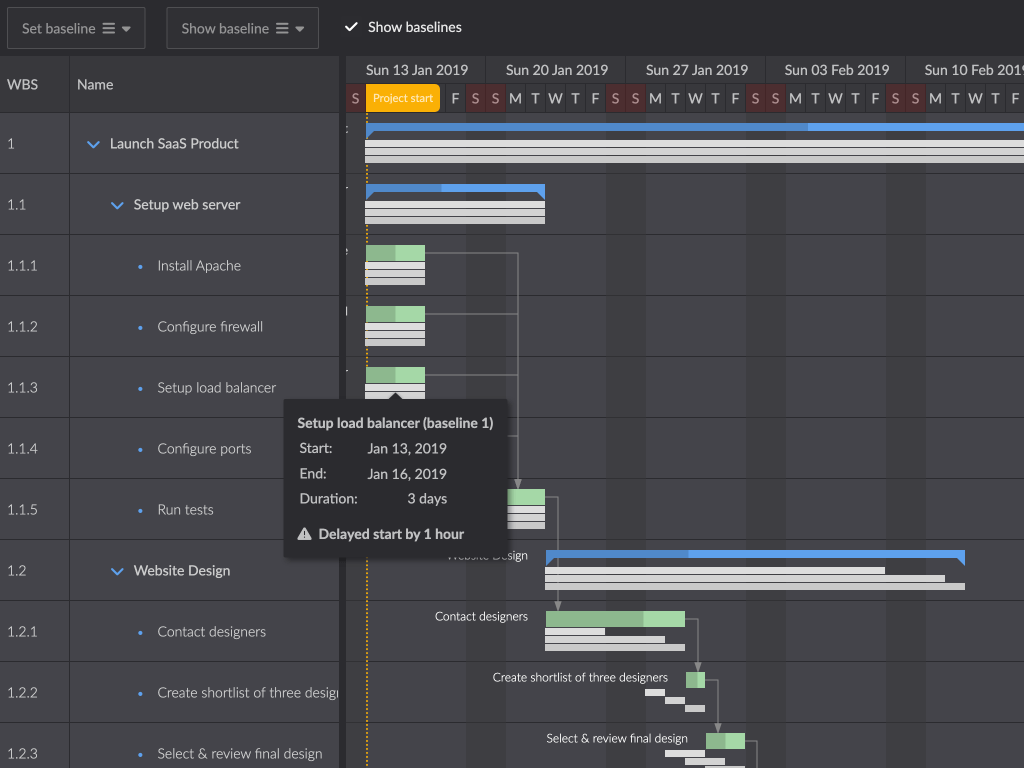 Set baseline
Show baseline
Show baselines
WBS
Name
Sun 13 Jan 2019
Sun 20 Jan 2019
Sun 27 Jan 2019
Sun 03 Feb 2019
Sun 10 Feb 2019
S Project start F S S M T W T F S S M T W T F S S M T W T F S S M T W T F
1 Launch SaaS Product
1.1 Setup web server
1.1.1 Install Apache
1.1.2 Configure firewall
1.1.3 Setup load balancer
1.1.4 Configure ports
1.1.5 Run tests
1.2 Website Design
1.2.1 Contact designers
1.2.2 Create shortlist of three desig
1.2.3 Select & review final design
Setup load balancer (baseline 1)
Start: Jan 13, 2019
End: Jan 16, 2019
Duration: 3 days
Delayed start by 1 hour
Website Design
Contact designers
Create shortlist of three designers
Select & review final design